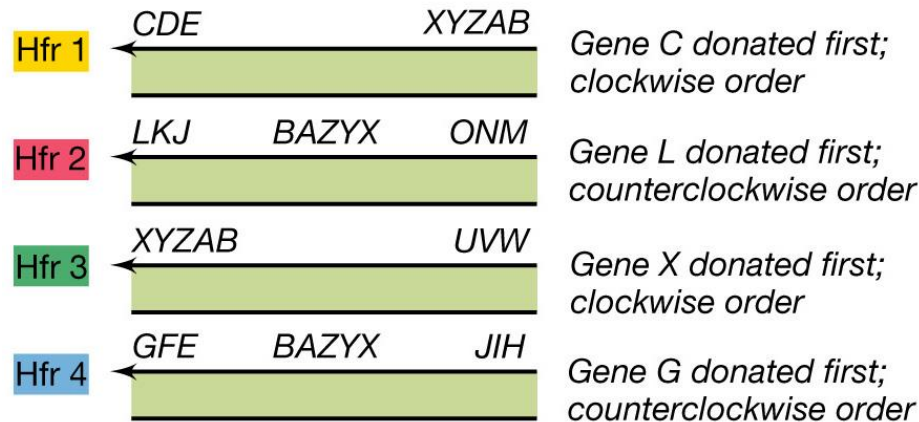 CDE XYZAB
Hfr 1
Gene C donated first;
clockwise order
LKJ BAZYX ONM
Hfr 2
Gene L donated first;
counterclockwise order
XYZAB UVW
Hfr 3
Gene X donated first;
clockwise order
GFE BAZYX JIH
Hfr 4
Gene G donated first;
counterclockwise order